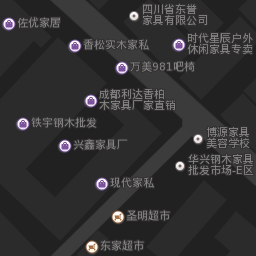 四川省东誉
家具有限公司
佐优家居
时代星辰户外
休闲家具专卖
香松实木家私
万美981吧椅
成都利达香柏
木家具厂家直销
铁宇钢木批发
博源家具
美容学校
兴鑫家具厂
华兴钢木家具
批发市场-E区
现代家私
圣明超市
东家超市